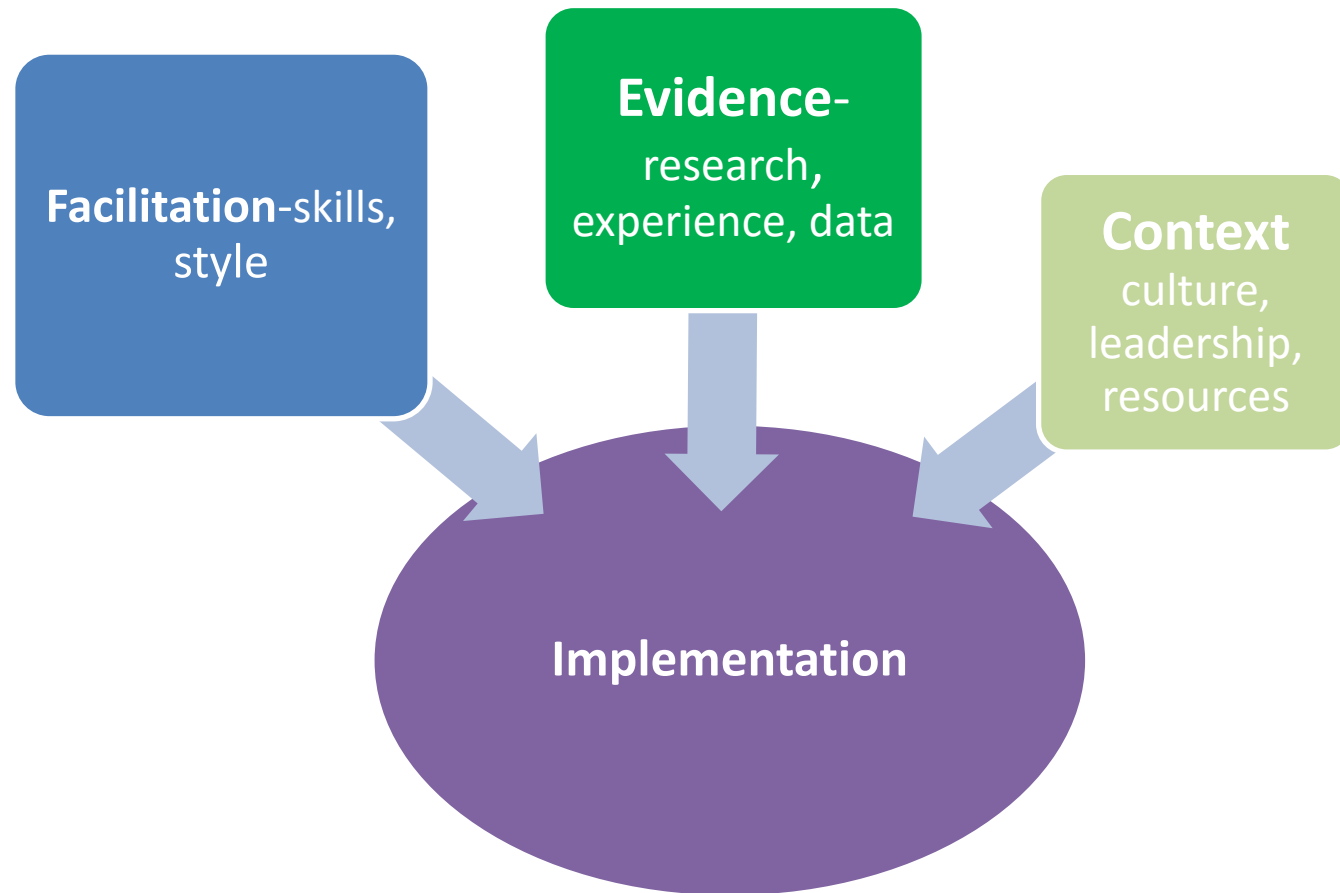 Facilitation-skills,
style
Evidence-
research,
experience, data
Context
culture,
leadership,
resources
Implementation